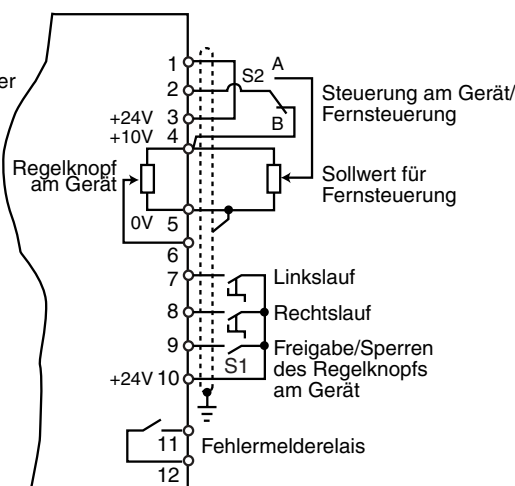 er
1
2
+24V 3
+10V 4
S2 A
B
Steuerung am Gerät/
Fernsteuerung
Regelknopf
am Gerät
Sollwert für
Fernsteuerung
0V 5
6
7
Linkslauf
8
Rechtslauf
9
S1
Freigabe/Sperren
des Regelknopfs
am Gerät
+24V 10
11
Fehlermelderelais
12